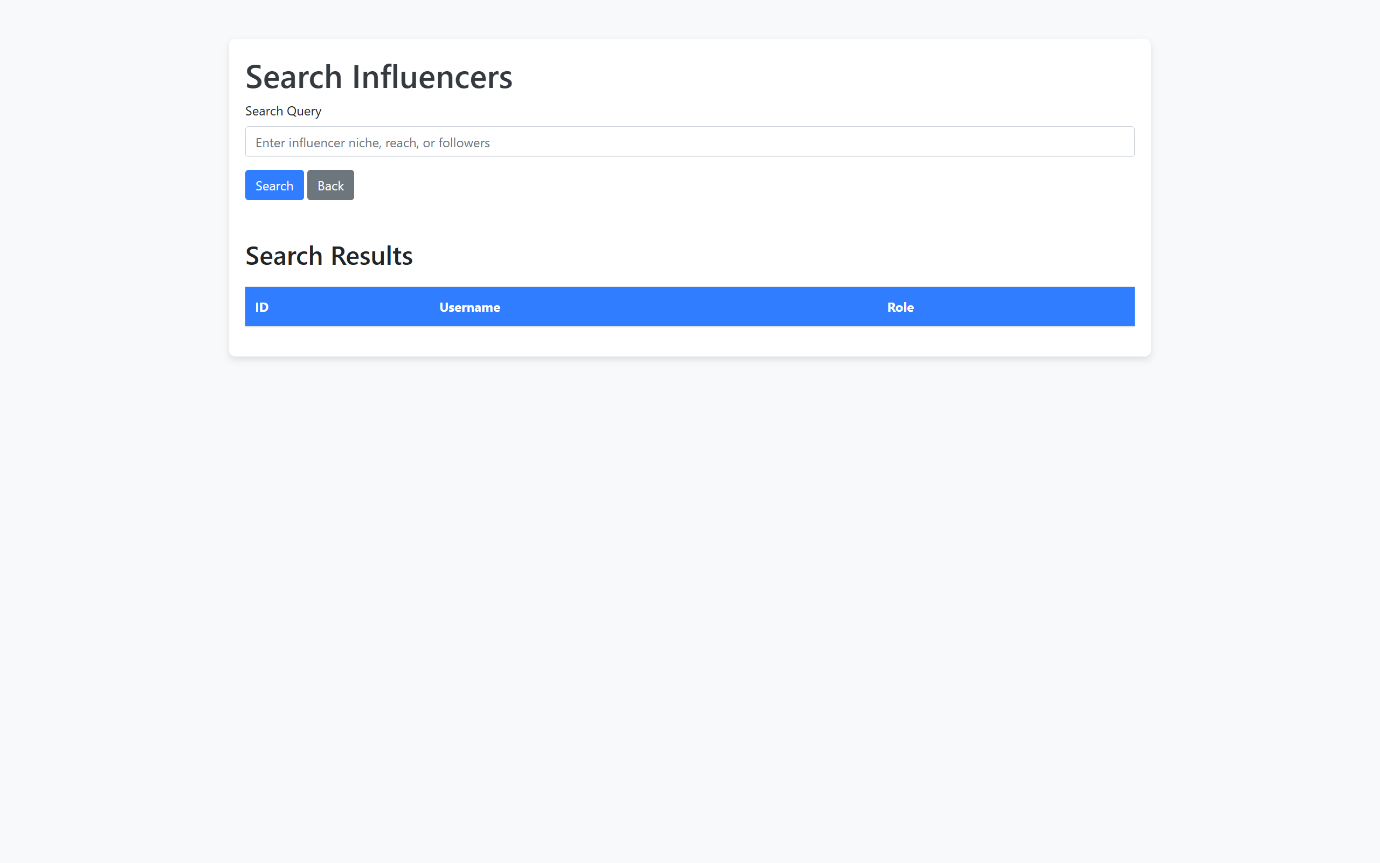 Search Influencers
Search Query
Enter influencer niche, reach, or followers
Search Back
Search Results
ID Username Role